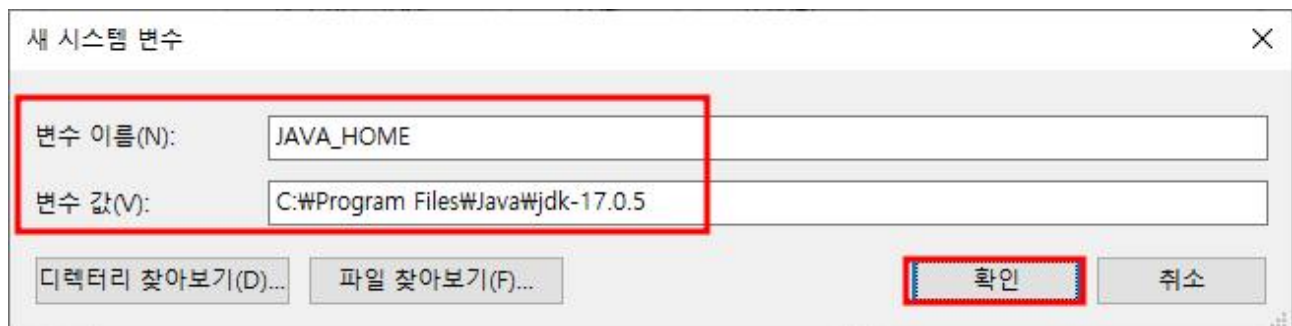 새 시스템 변수
변수 이름(N):
JAVA_HOME
변수 값(V):
C:₩Program Files₩Java₩jdk-17.0.5
디렉터리 찾아보기(D)...
파일 찾아보기(F)...
확인
취소